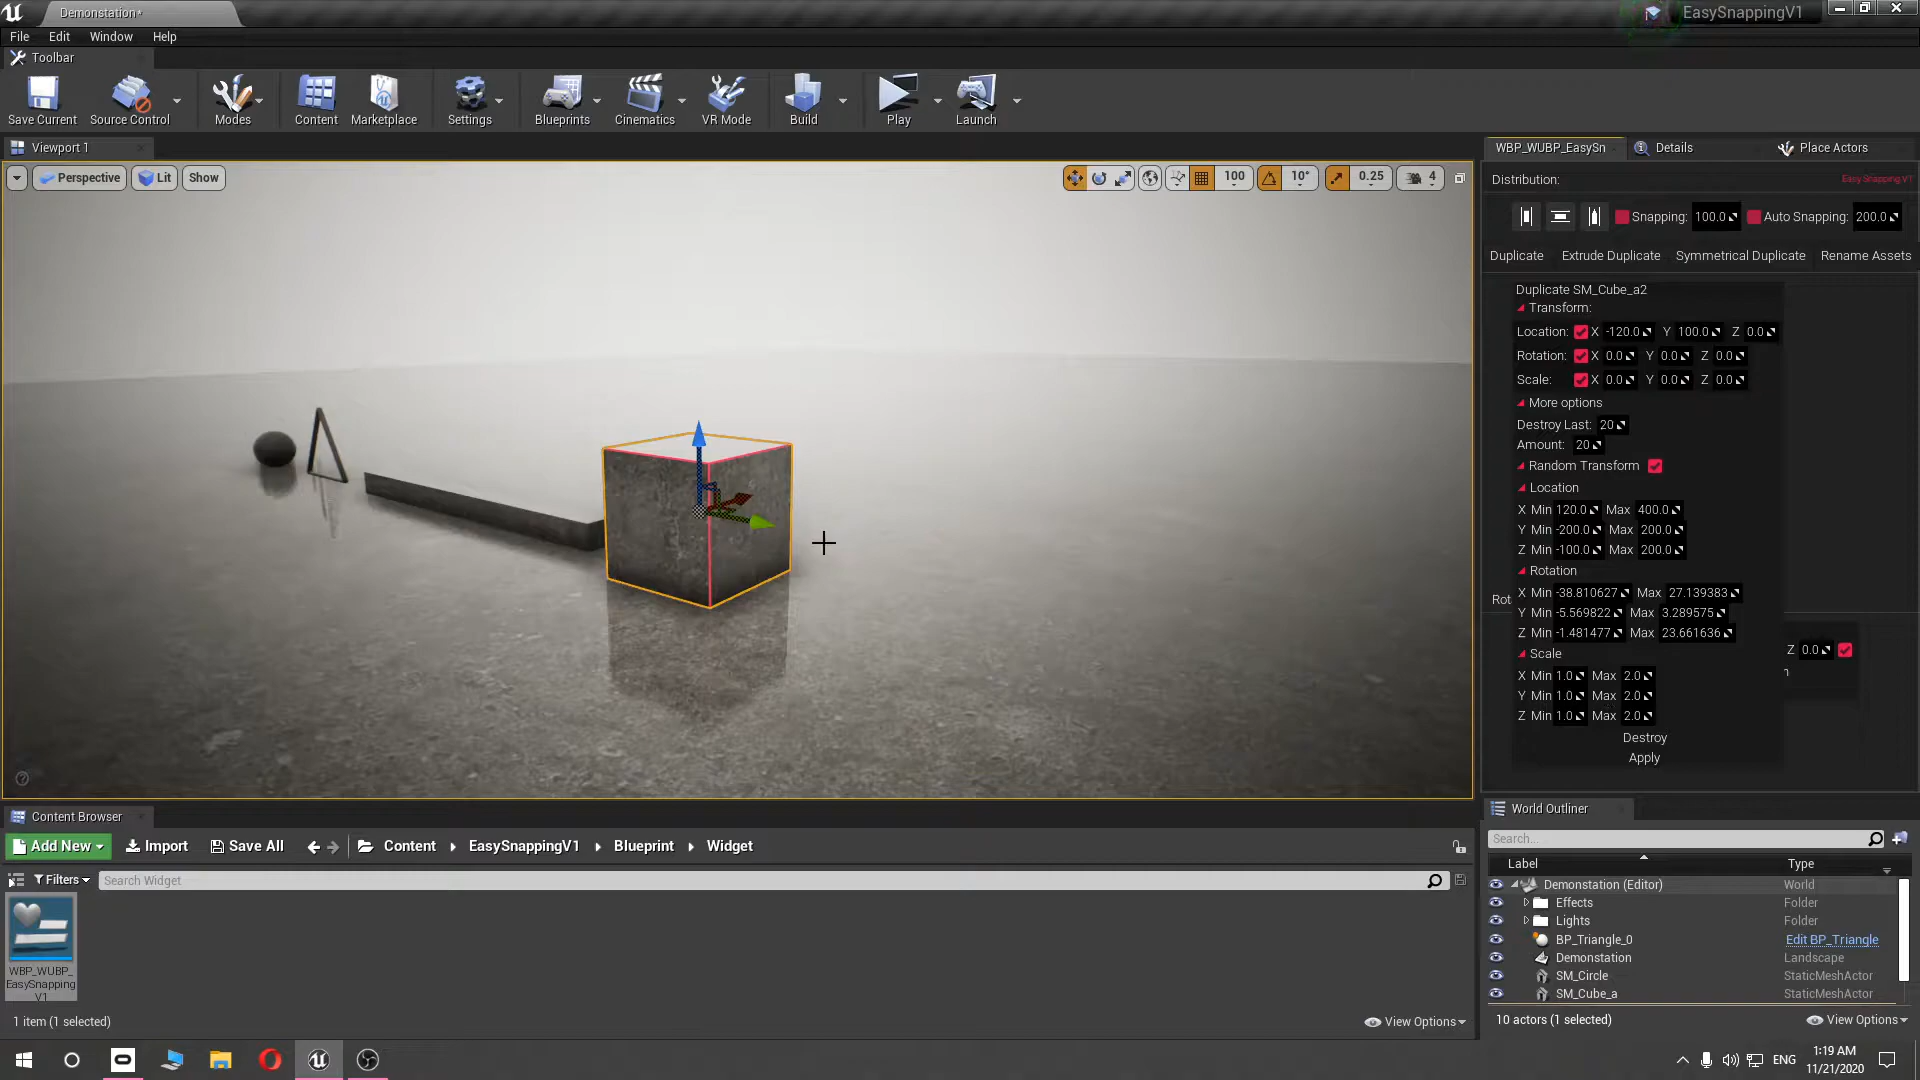 Demonstation*
EasySnappingV1
File Edit Window Help
Toolbar
Save Current Source Control Modes Content Marketplace Settings Blueprints Cinematics VR Mode Build Play Launch
Viewport 1
Perspective Lit Show
100 10° 0.25 4
WBP_WUBP_EasySn Details Place Actors
Distribution: Easy Snapping V1
Snapping: 100.0 Auto Snapping: 200.0
Duplicate Extrude Duplicate Symmetrical Duplicate Rename Assets
Duplicate SM_Cube_a2
Transform:
Location: X -120.0 Y 100.0 Z 0.0
Rotation: X 0.0 Y 0.0 Z 0.0
Scale: X 0.0 Y 0.0 Z 0.0
More options
Destroy Last: 20
Amount: 20
Random Transform
Location
X Min 120.0 Max 400.0
Y Min -200.0 Max 200.0
Z Min -100.0 Max 200.0
Rotation
X Min -38.810627 Max 27.139383
Rot
Y Min -5.569822 Max 3.289575
Z Min -1.481477 Max 23.661636
Scale
Z 0.0
X Min 1.0 Max 2.0
Y Min 1.0 Max 2.0
Z Min 1.0 Max 2.0
Destroy
Apply
Content Browser
Add New Import Save All Content EasySnappingV1 Blueprint Widget
Filters Search Widget
WBP_WUBP_
EasySnapping
V1
1 item (1 selected) View Options
World Outliner
Search...
Label Type
Demonstation (Editor) World
Effects Folder
Lights Folder
BP_Triangle_0 Edit BP_Triangle
Demonstation Landscape
SM_Circle StaticMeshActor
SM_Cube_a StaticMeshActor
10 actors (1 selected) View Options
ENG
1:19 AM
11/21/2020